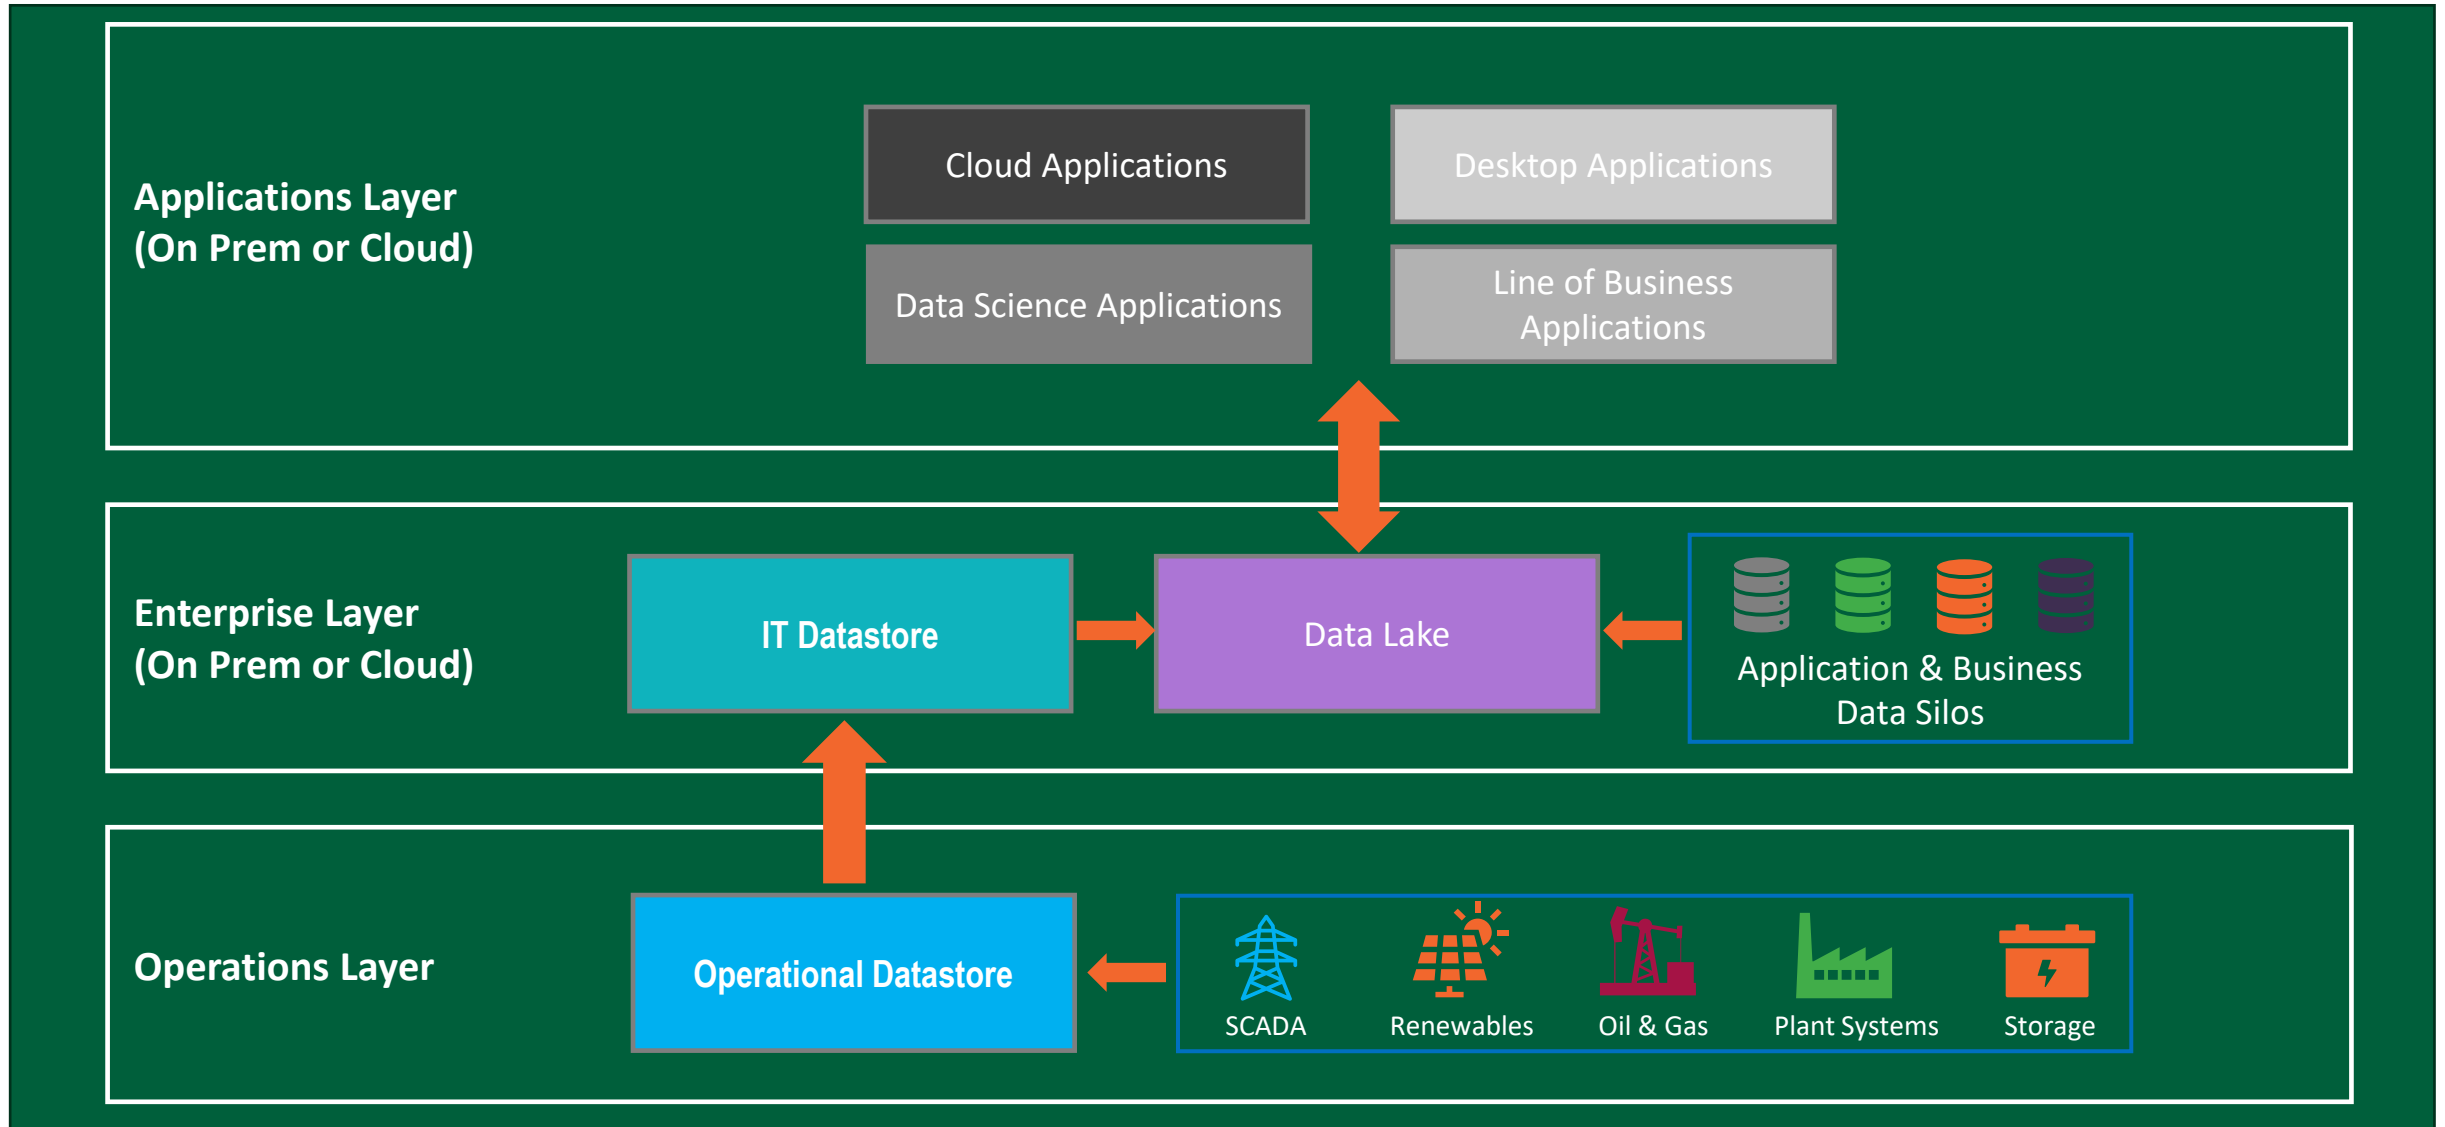 Applications Layer
(On Prem or Cloud)
Cloud Applications
Desktop Applications
Data Science Applications
Line of Business
Applications
Enterprise Layer
(On Prem or Cloud)
IT Datastore
Data Lake
Application & Business
Data Silos
Operations Layer
Operational Datastore
SCADA
Renewables
Oil & Gas
Plant Systems
Storage